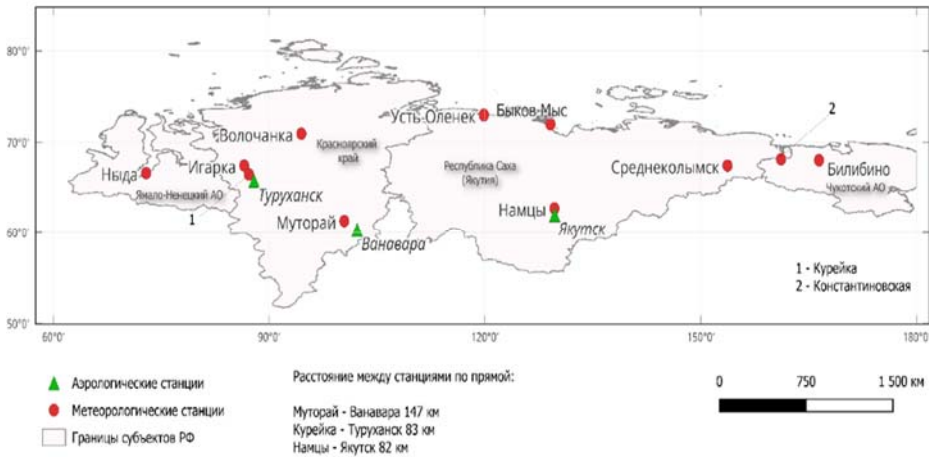 80°0'
70°0'
60°0'
50°0'
60°0'
90°0'
120°0'
150°0'
180°0'
Усть-Оленек
Быков-Мыс
2
Волочанка
Красноярский
край
Ныда
Игарка
Ямало-Ненецкий АО
Туруханск
1
Муторай
Ванавара
Республика Саха
(Якутия)
Намцы
Якутск
Среднеколымск
Билибино
Чукотский АО
1 - Курейка
2 - Константиновская
Аэрологические станции
Метеорологические станции
Границы субъектов РФ
Расстояние между станциями по прямой:
Муторай - Ванавара 147 км
Курейка - Туруханск 83 км
Намцы - Якутск 82 км
0 750 1 500 км